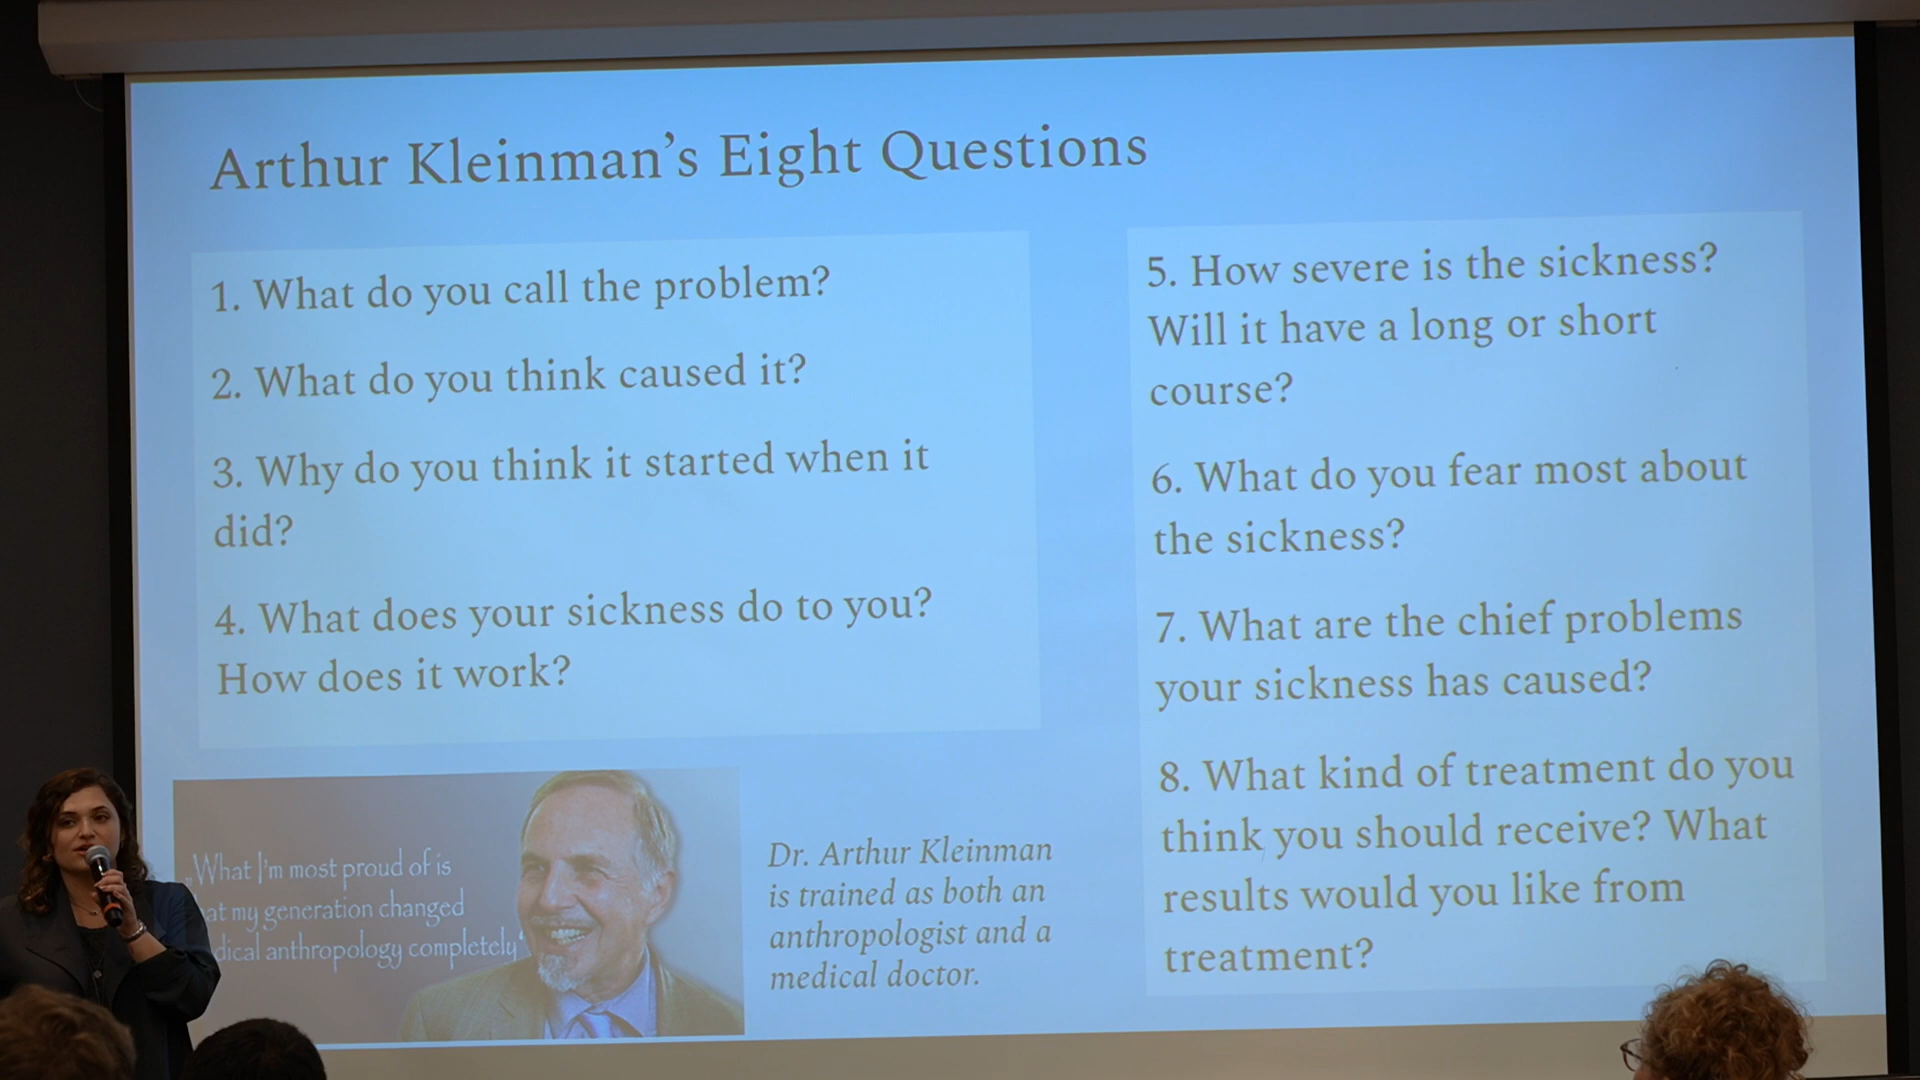 Arthur Kleinman's Eight Questions
1. What do you call the problem?
2. What do you think caused it?
3. Why do you think it started when it
did?
4. What does your sickness do to you?
How does it work?
5. How severe is the sickness?
Will it have a long or short
course?
6. What do you fear most about
the sickness?
7. What are the chief problems
your sickness has caused?
8. What kind of treatment do you
think you should receive? What
results would you like from
treatment?
„What I'm most proud of is
at my generation changed
dical anthropology completely“
Dr. Arthur Kleinman
is trained as both an
anthropologist and a
medical doctor.